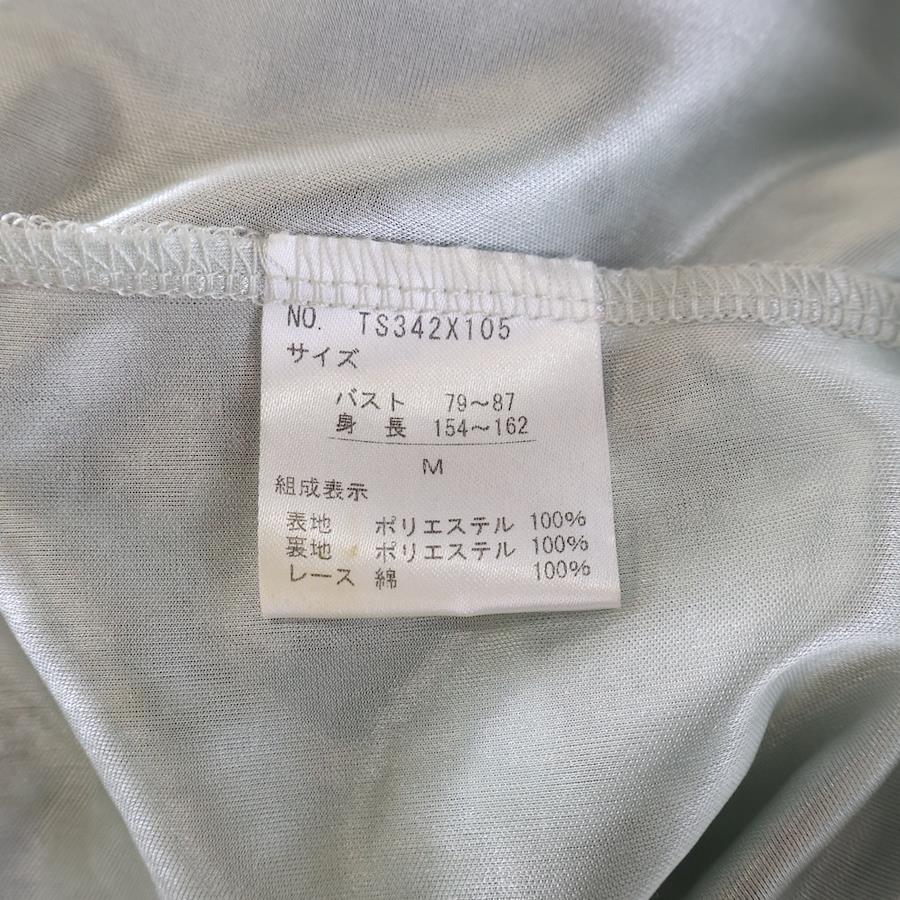 NO. TS342X105
サイズ
バスト 79〜87
身長 154〜162
M
組成表示
表地 ポリエステル 100%
裏地 ポリエステル 100%
レース 綿 100%